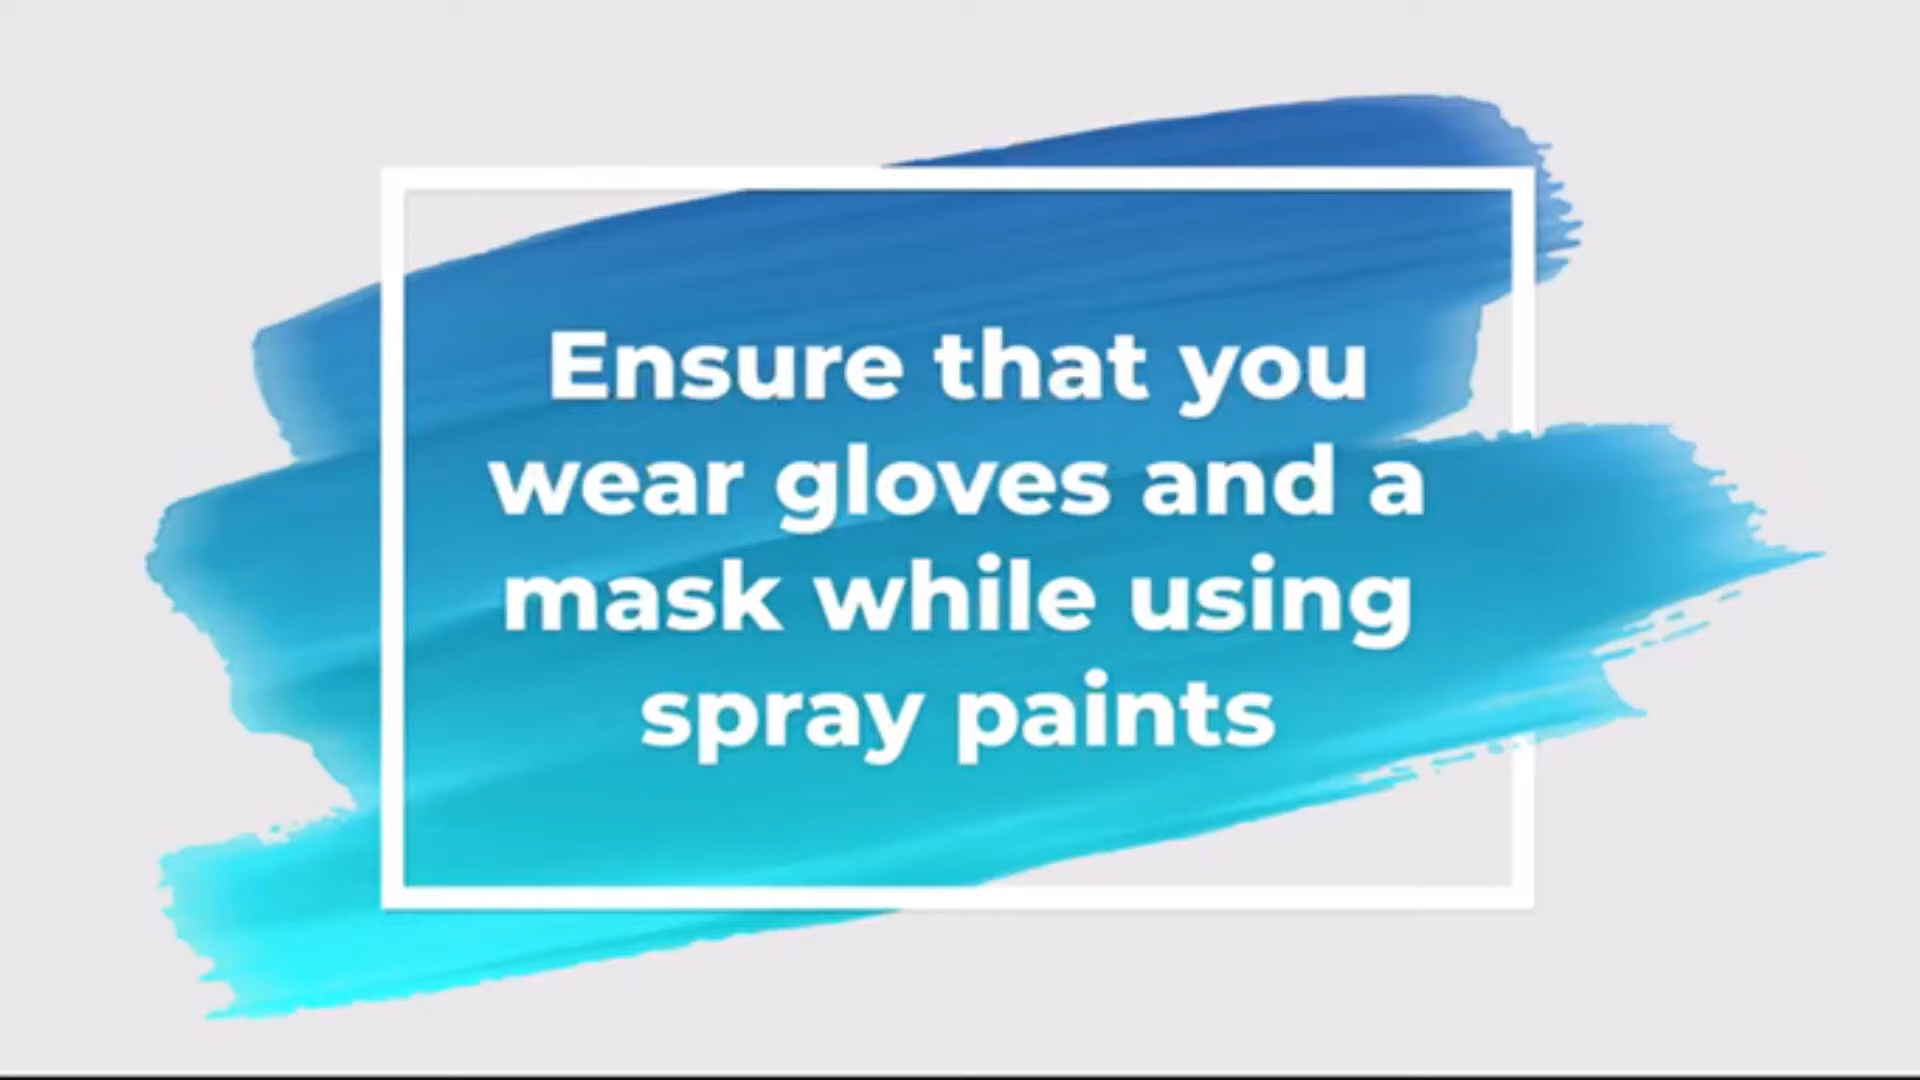 Ensure that you
wear gloves and a
mask while using
spray paints